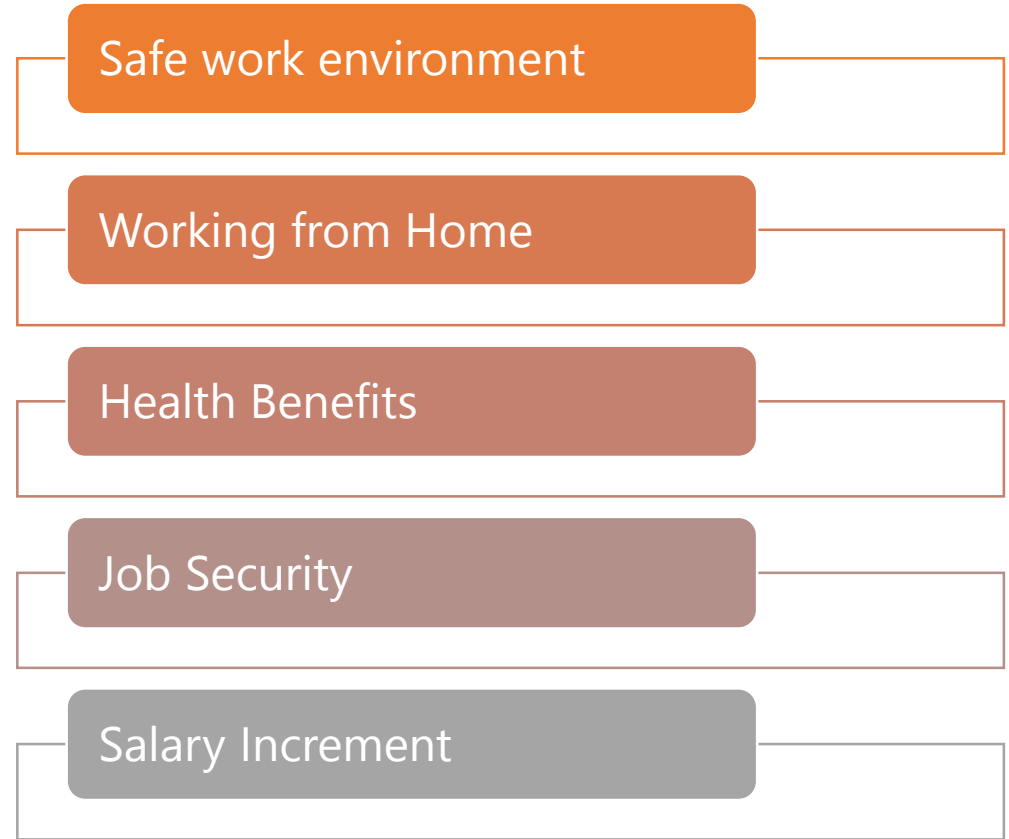 Safe work environment
Working from Home
Health Benefits
Job Security
Salary Increment